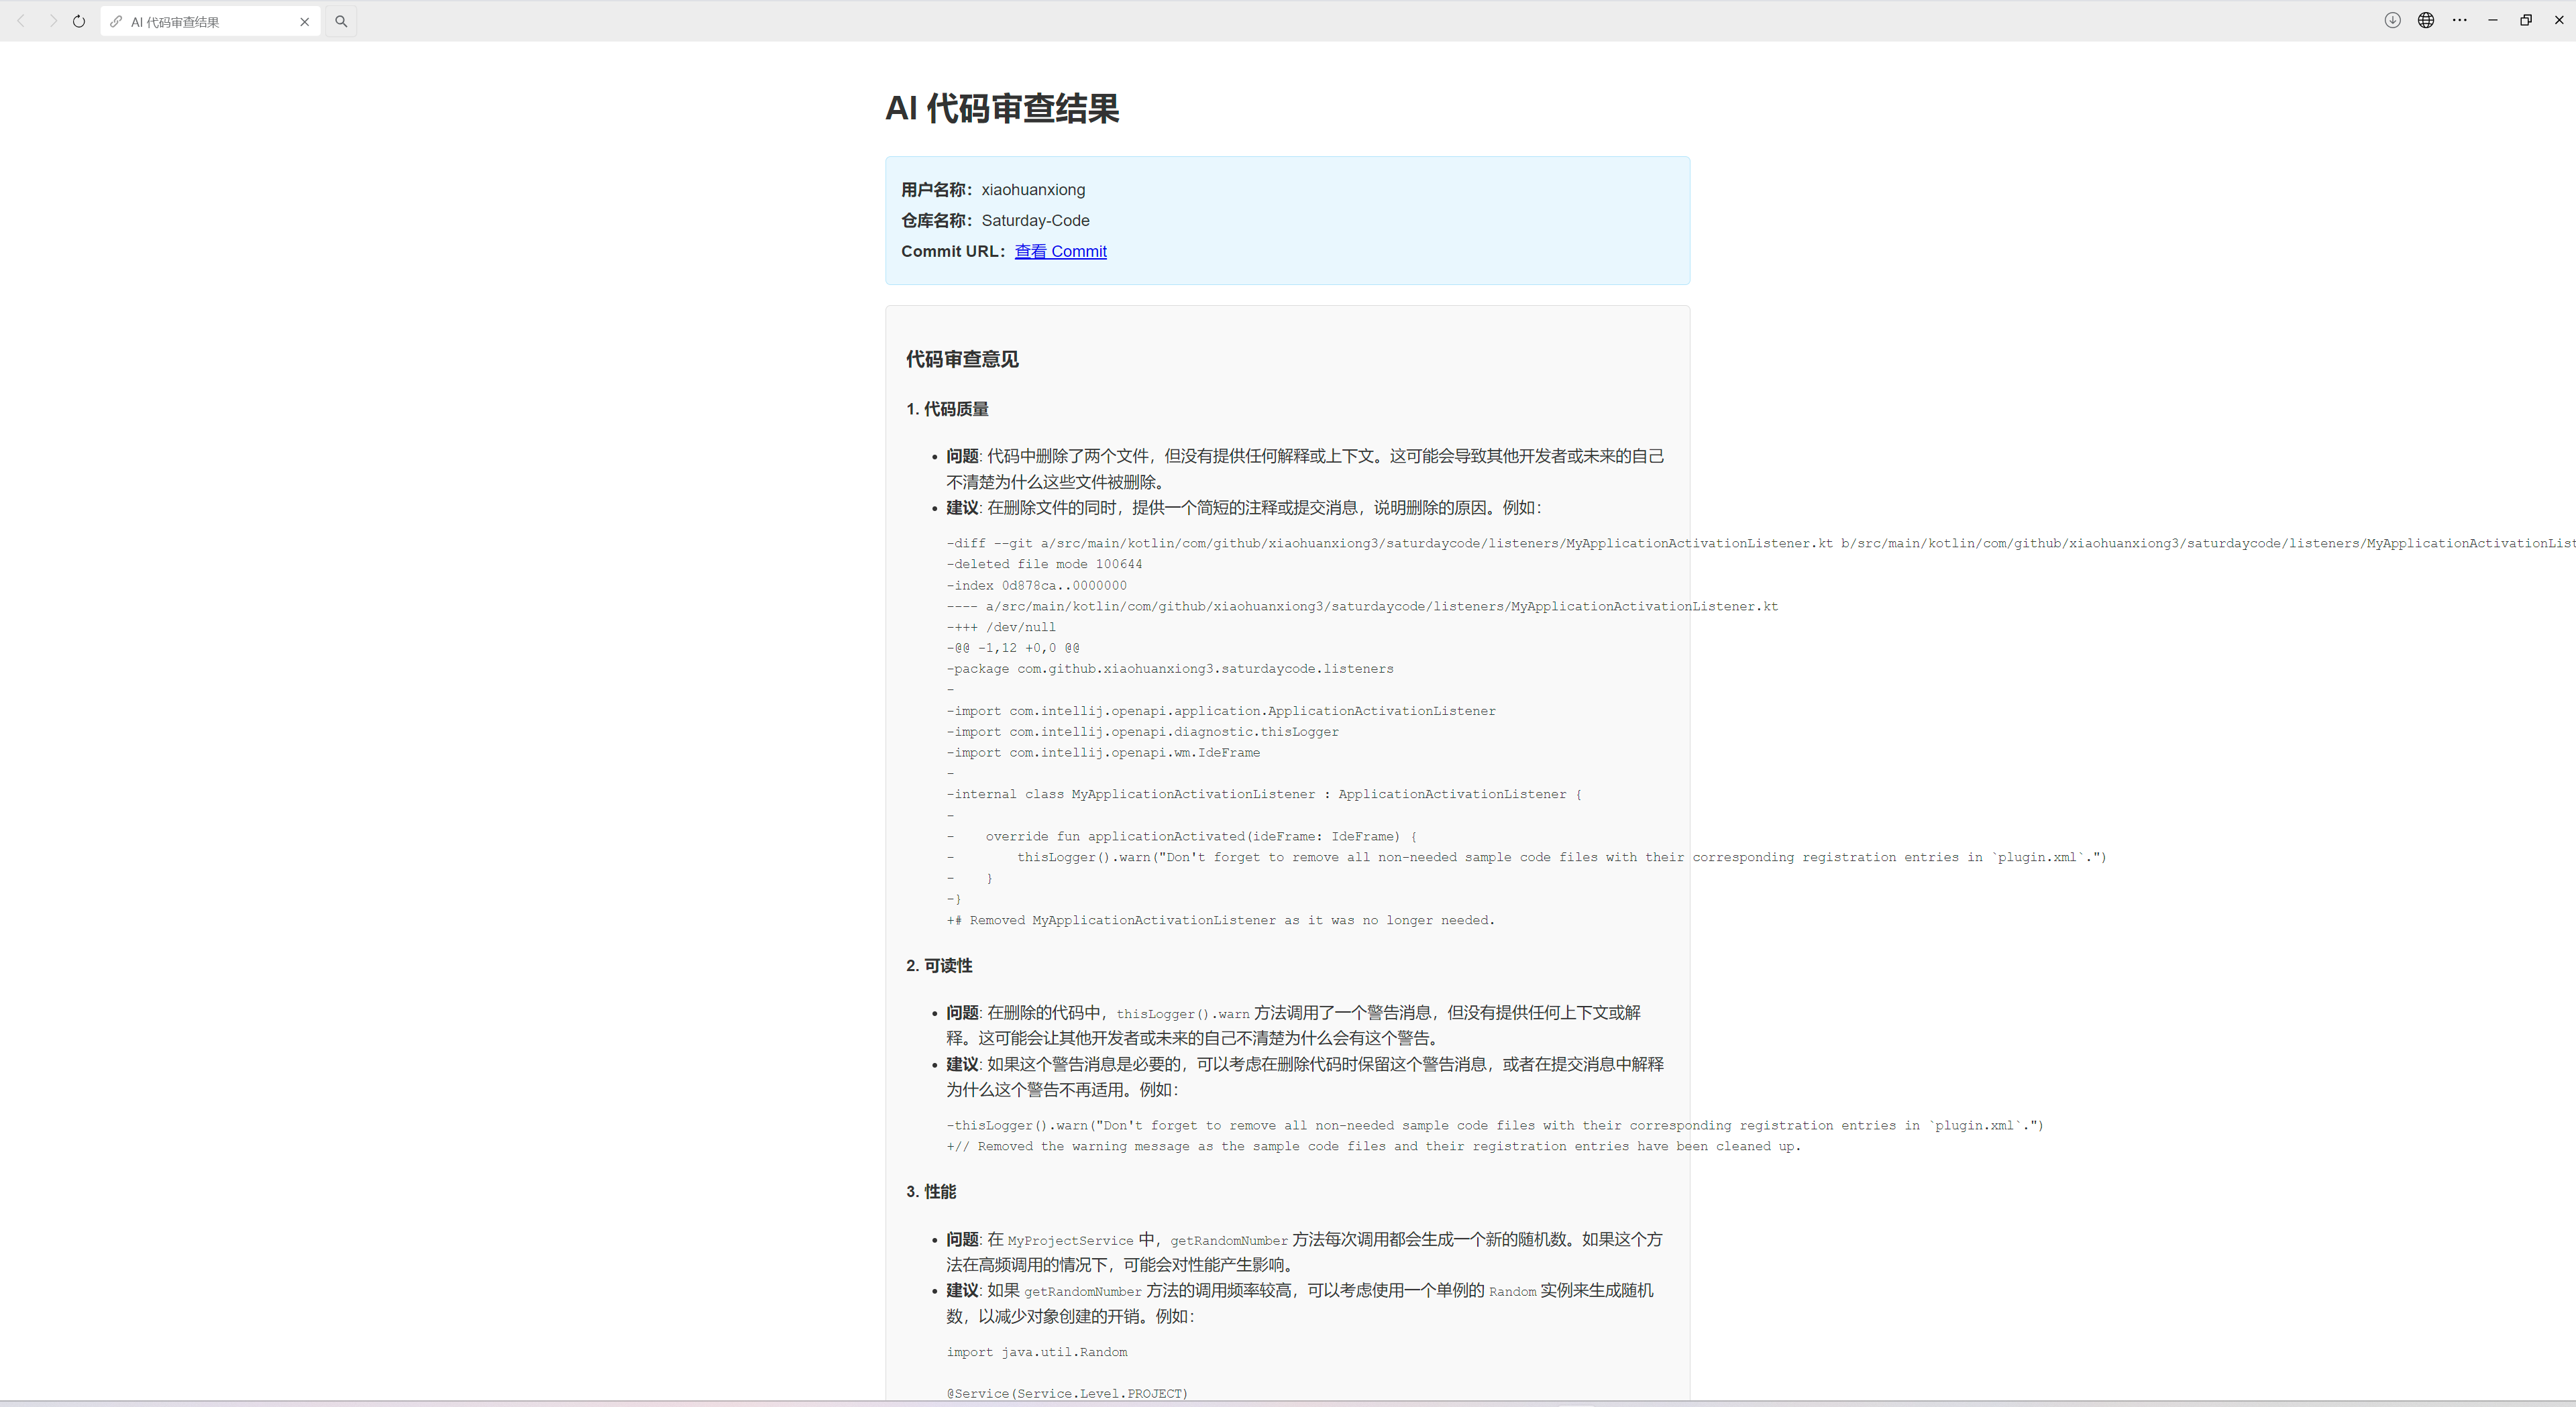 AI 代码审查结果
AI 代码审查结果
用户名称：xiaohuanxiong
仓库名称：Saturday-Code
Commit URL：查看 Commit
代码审查意见
1. 代码质量
• 问题: 代码中删除了两个文件，但没有提供任何解释或上下文。这可能会导致其他开发者或未来的自己
不清楚为什么这些文件被删除。
• 建议: 在删除文件的同时，提供一个简短的注释或提交消息，说明删除的原因。例如：
-diff --git a/src/main/kotlin/com/github/xiaohuanxiong3/saturdaycode/listeners/MyApplicationActivationListener.kt b/src/main/kotlin/com/github/xiaohuanxiong3/saturdaycode/listeners/MyApplicationActivationList
-deleted file mode 100644
-index 0d878ca..0000000
---- a/src/main/kotlin/com/github/xiaohuanxiong3/saturdaycode/listeners/MyApplicationActivationListener.kt
-+++ /dev/null
-@@ -1,12 +0,0 @@
-package com.github.xiaohuanxiong3.saturdaycode.listeners
-
-import com.intellij.openapi.application.ApplicationActivationListener
-import com.intellij.openapi.diagnostic.thisLogger
-import com.intellij.openapi.wm.IdeFrame
-
-internal class MyApplicationActivationListener : ApplicationActivationListener {
-
-    override fun applicationActivated(ideFrame: IdeFrame) {
-        thisLogger().warn("Don't forget to remove all non-needed sample code files with their corresponding registration entries in `plugin.xml`.")
-    }
-}
+# Removed MyApplicationActivationListener as it was no longer needed.
2. 可读性
• 问题: 在删除的代码中，thisLogger().warn 方法调用了一个警告消息，但没有提供任何上下文或解
释。这可能会让其他开发者或未来的自己不清楚为什么会有这个警告。
• 建议: 如果这个警告消息是必要的，可以考虑在删除代码时保留这个警告消息，或者在提交消息中解释
为什么这个警告不再适用。例如：
-thisLogger().warn("Don't forget to remove all non-needed sample code files with their corresponding registration entries in `plugin.xml`.")
+// Removed the warning message as the sample code files and their registration entries have been cleaned up.
3. 性能
• 问题: 在 MyProjectService 中，getRandomNumber 方法每次调用都会生成一个新的随机数。如果这个方
法在高频调用的情况下，可能会对性能产生影响。
• 建议: 如果 getRandomNumber 方法的调用频率较高，可以考虑使用一个单例的 Random 实例来生成随机
数，以减少对象创建的开销。例如：
import java.util.Random
@Service(Service.Level.PROJECT)